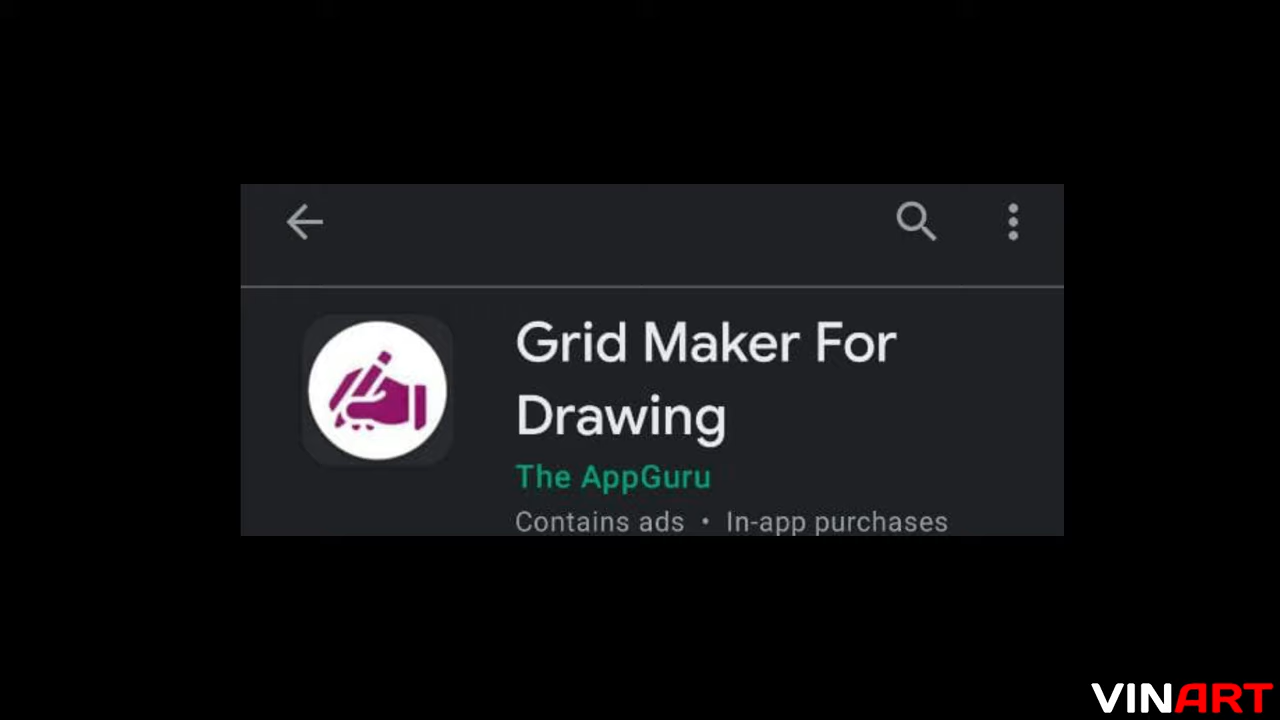 Grid Maker For
Drawing
The AppGuru
Contains ads • In-app purchases
VINART